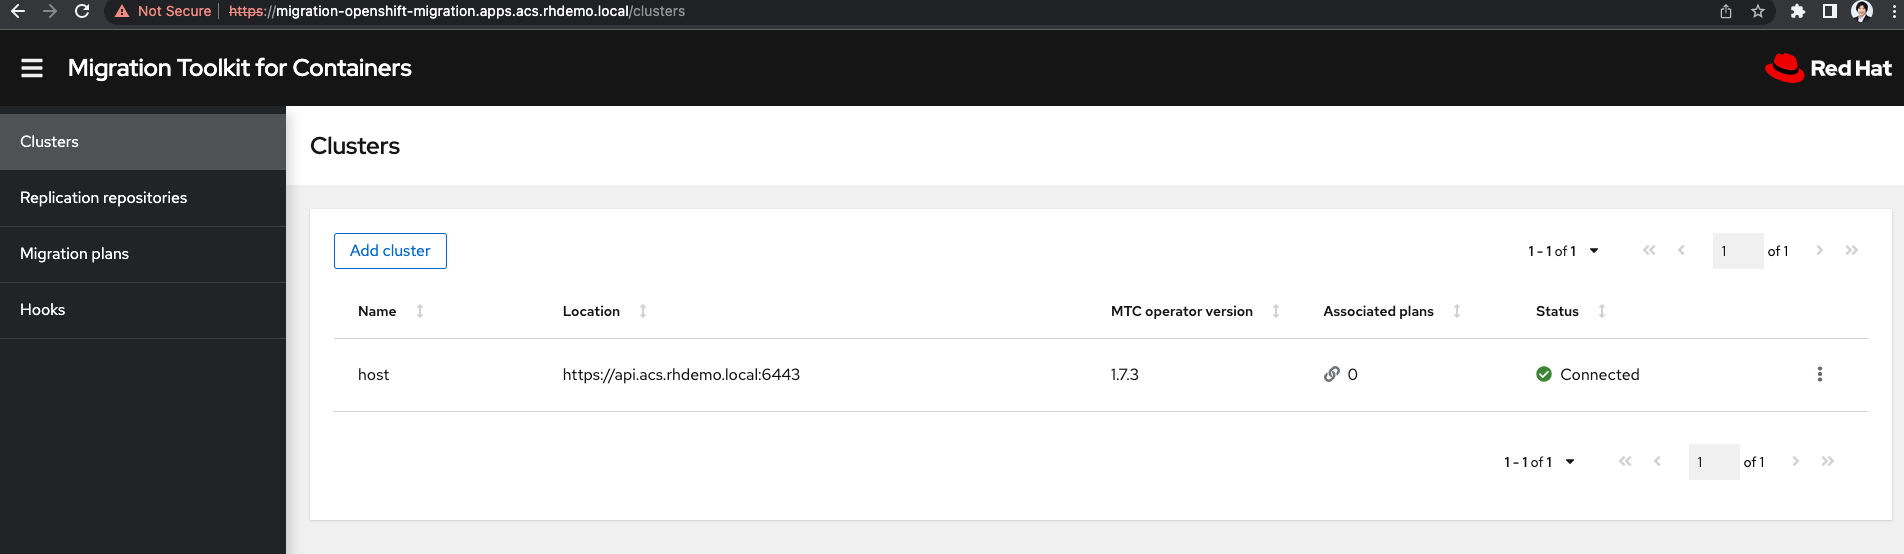 Not Secure https://migration-openshift-migration.apps.acs.rhdemo.local/clusters
Migration Toolkit for Containers
Red Hat
Clusters
Replication repositories
Migration plans
Hooks
Clusters
Add cluster
1 - 1 of 1
1 of 1
Name Location MTC operator version Associated plans Status
host https://api.acs.rhdemo.local:6443 1.7.3 0 Connected
1 - 1 of 1
1 of 1